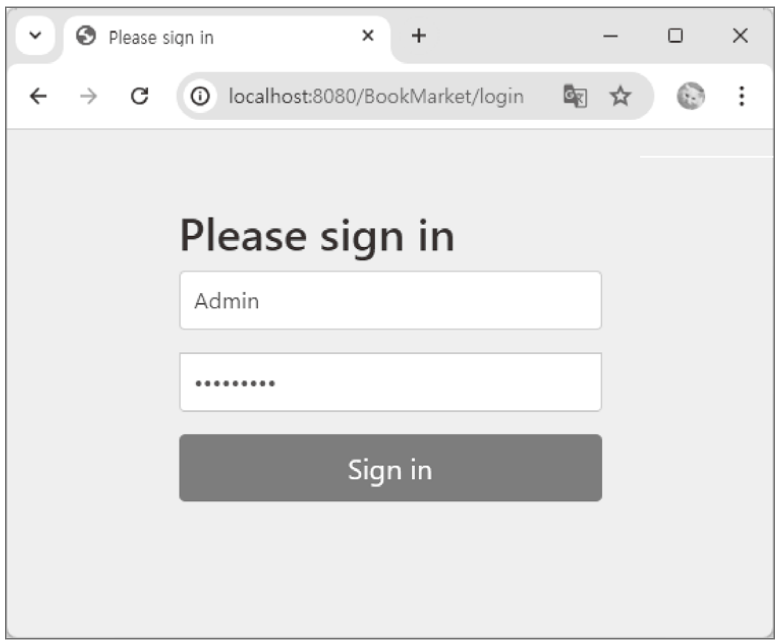 Please sign in
localhost:8080/BookMarket/login
Please sign in
Admin
•••••••••
Sign in